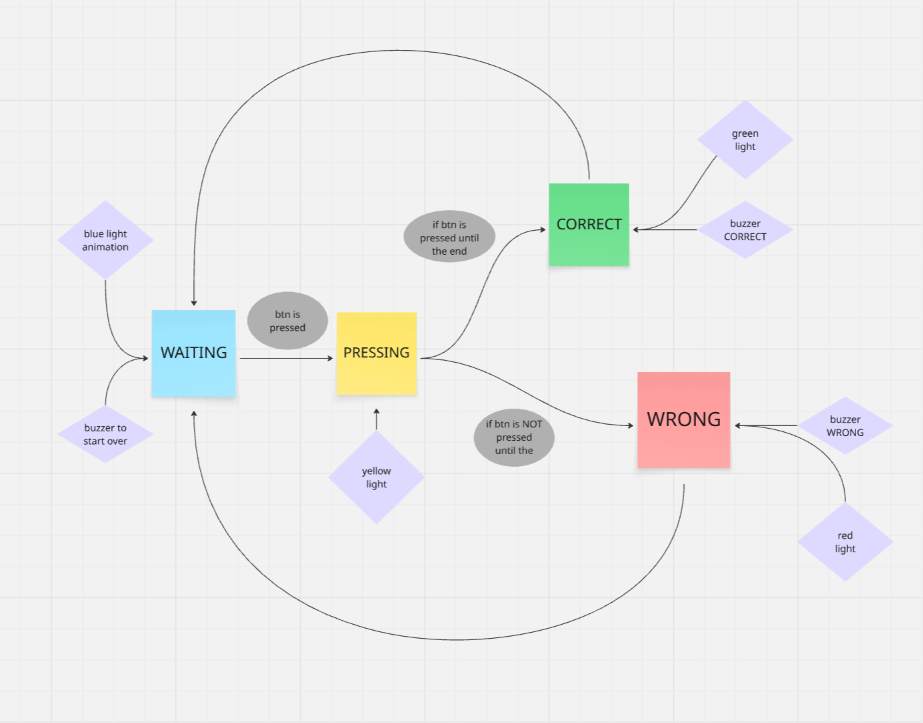 green
light
if btn is
pressed until
the end
CORRECT
buzzer
CORRECT
blue light
animation
btn is
pressed
WAITING
PRESSING
buzzer to
start over
if btn is NOT
pressed
until the
WRONG
buzzer
WRONG
yellow
light
red
light